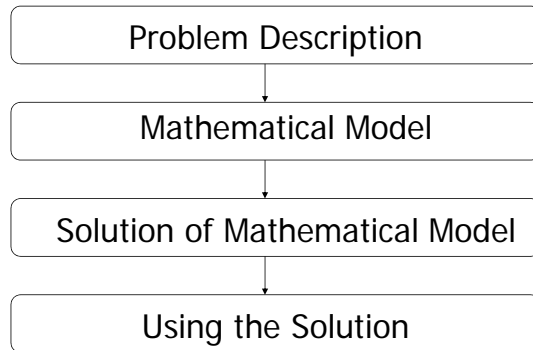 Problem Description
Mathematical Model
Solution of Mathematical Model
Using the Solution